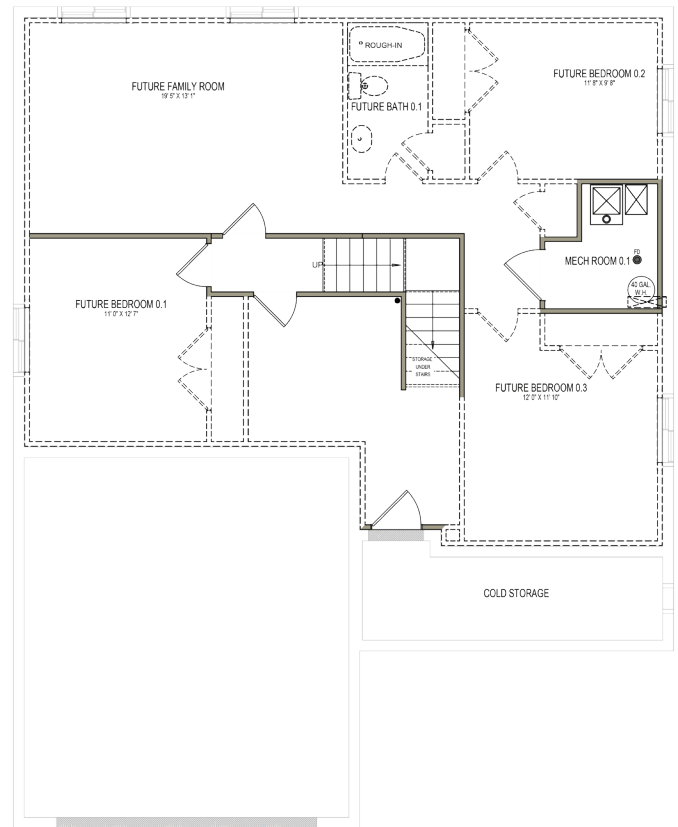 ROUGH-IN
FUTURE FAMILY ROOM
19' 5" X 13' 1"
FUTURE BEDROOM 0.2
11' 8" X 9' 8"
FUTURE BATH 0.1
UP
FD
MECH ROOM 0.1
40 GAL.
W.H.
FUTURE BEDROOM 0.1
11' 0" X 12' 7"
STORAGE
UNDER
STAIRS
FUTURE BEDROOM 0.3
12' 0" X 11' 10"
COLD STORAGE